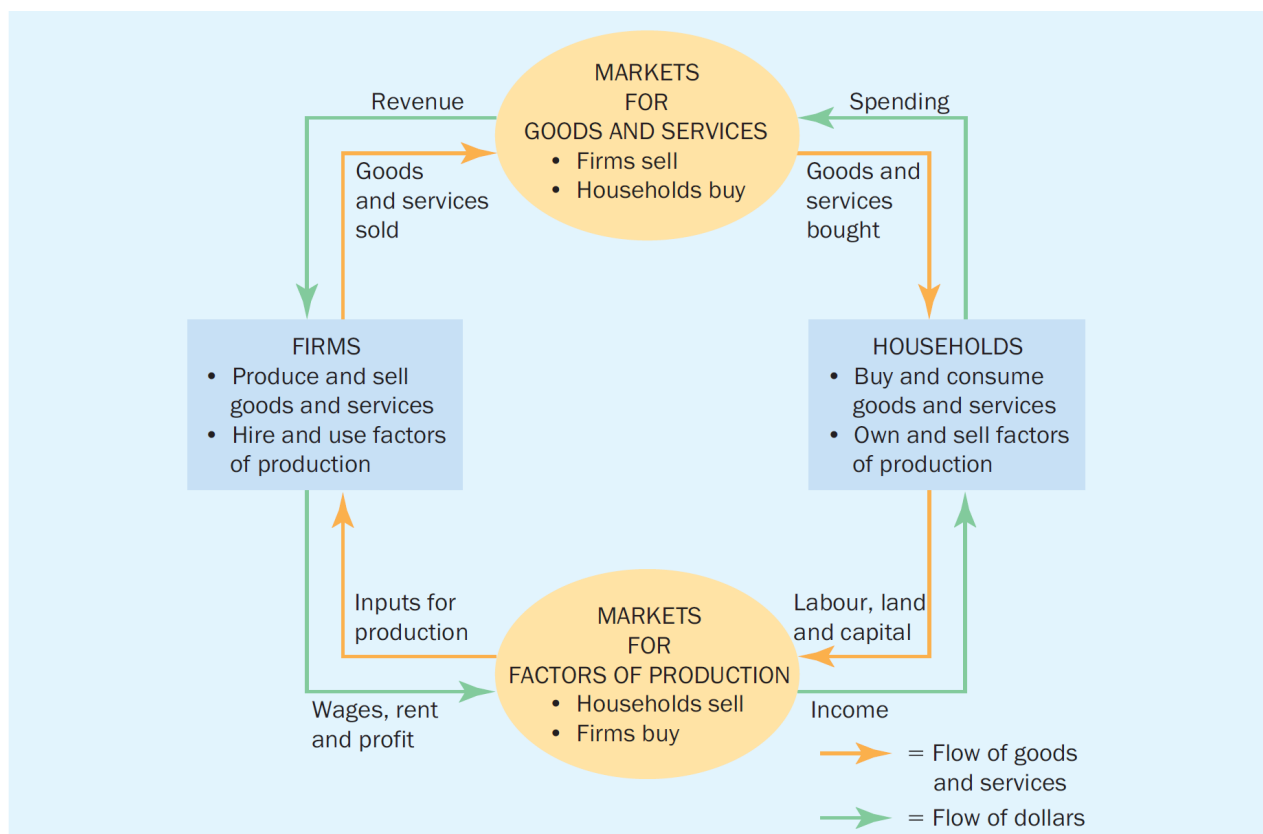 MARKETS
FOR
GOODS AND SERVICES
• Firms sell
• Households buy
Revenue
Spending
Goods
and services
sold
Goods and
services
bought
FIRMS
• Produce and sell
goods and services
• Hire and use factors
of production
HOUSEHOLDS
• Buy and consume
goods and services
• Own and sell factors
of production
Inputs for
production
Labour, land
and capital
MARKETS
FOR
FACTORS OF PRODUCTION
• Households sell
• Firms buy
Wages, rent
and profit
Income
= Flow of goods
and services
= Flow of dollars